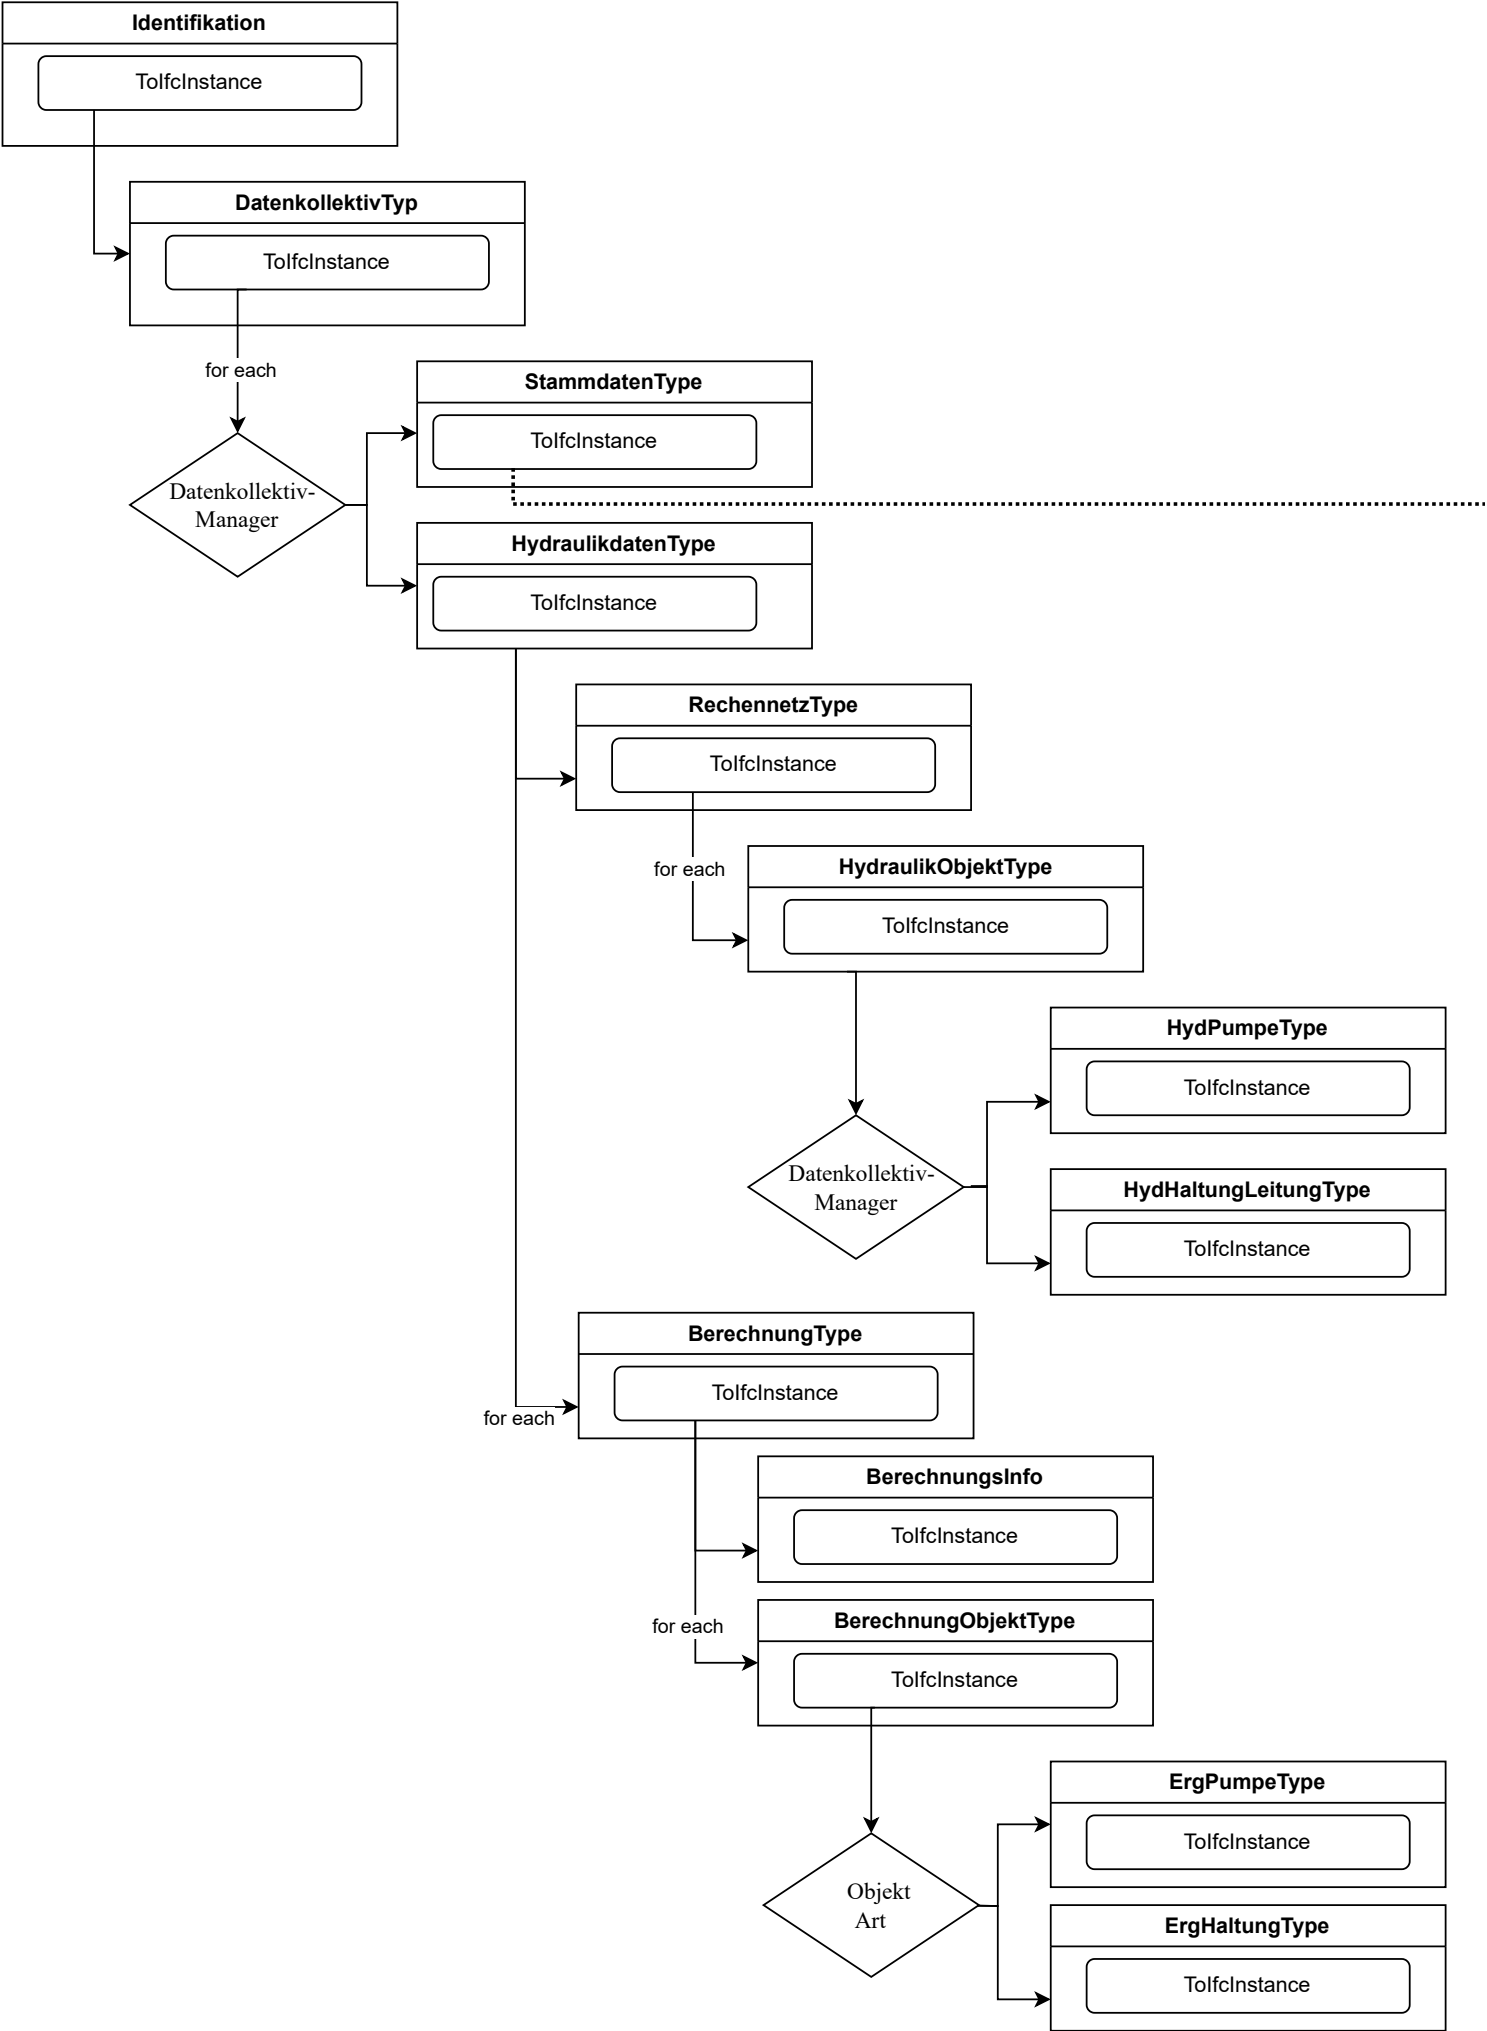 Identifikation
ToIfcInstance
DatenkollektivTyp
ToIfcInstance
for each
StammdatenType
ToIfcInstance
Datenkollektiv-
Manager
HydraulikdatenType
ToIfcInstance
RechennetzType
ToIfcInstance
for each
HydraulikObjektType
ToIfcInstance
HydPumpeType
ToIfcInstance
Datenkollektiv-
Manager
HydHaltungLeitungType
ToIfcInstance
BerechnungType
ToIfcInstance
for each
BerechnungsInfo
ToIfcInstance
for each
BerechnungObjektType
ToIfcInstance
ErgPumpeType
ToIfcInstance
Objekt
Art
ErgHaltungType
ToIfcInstance